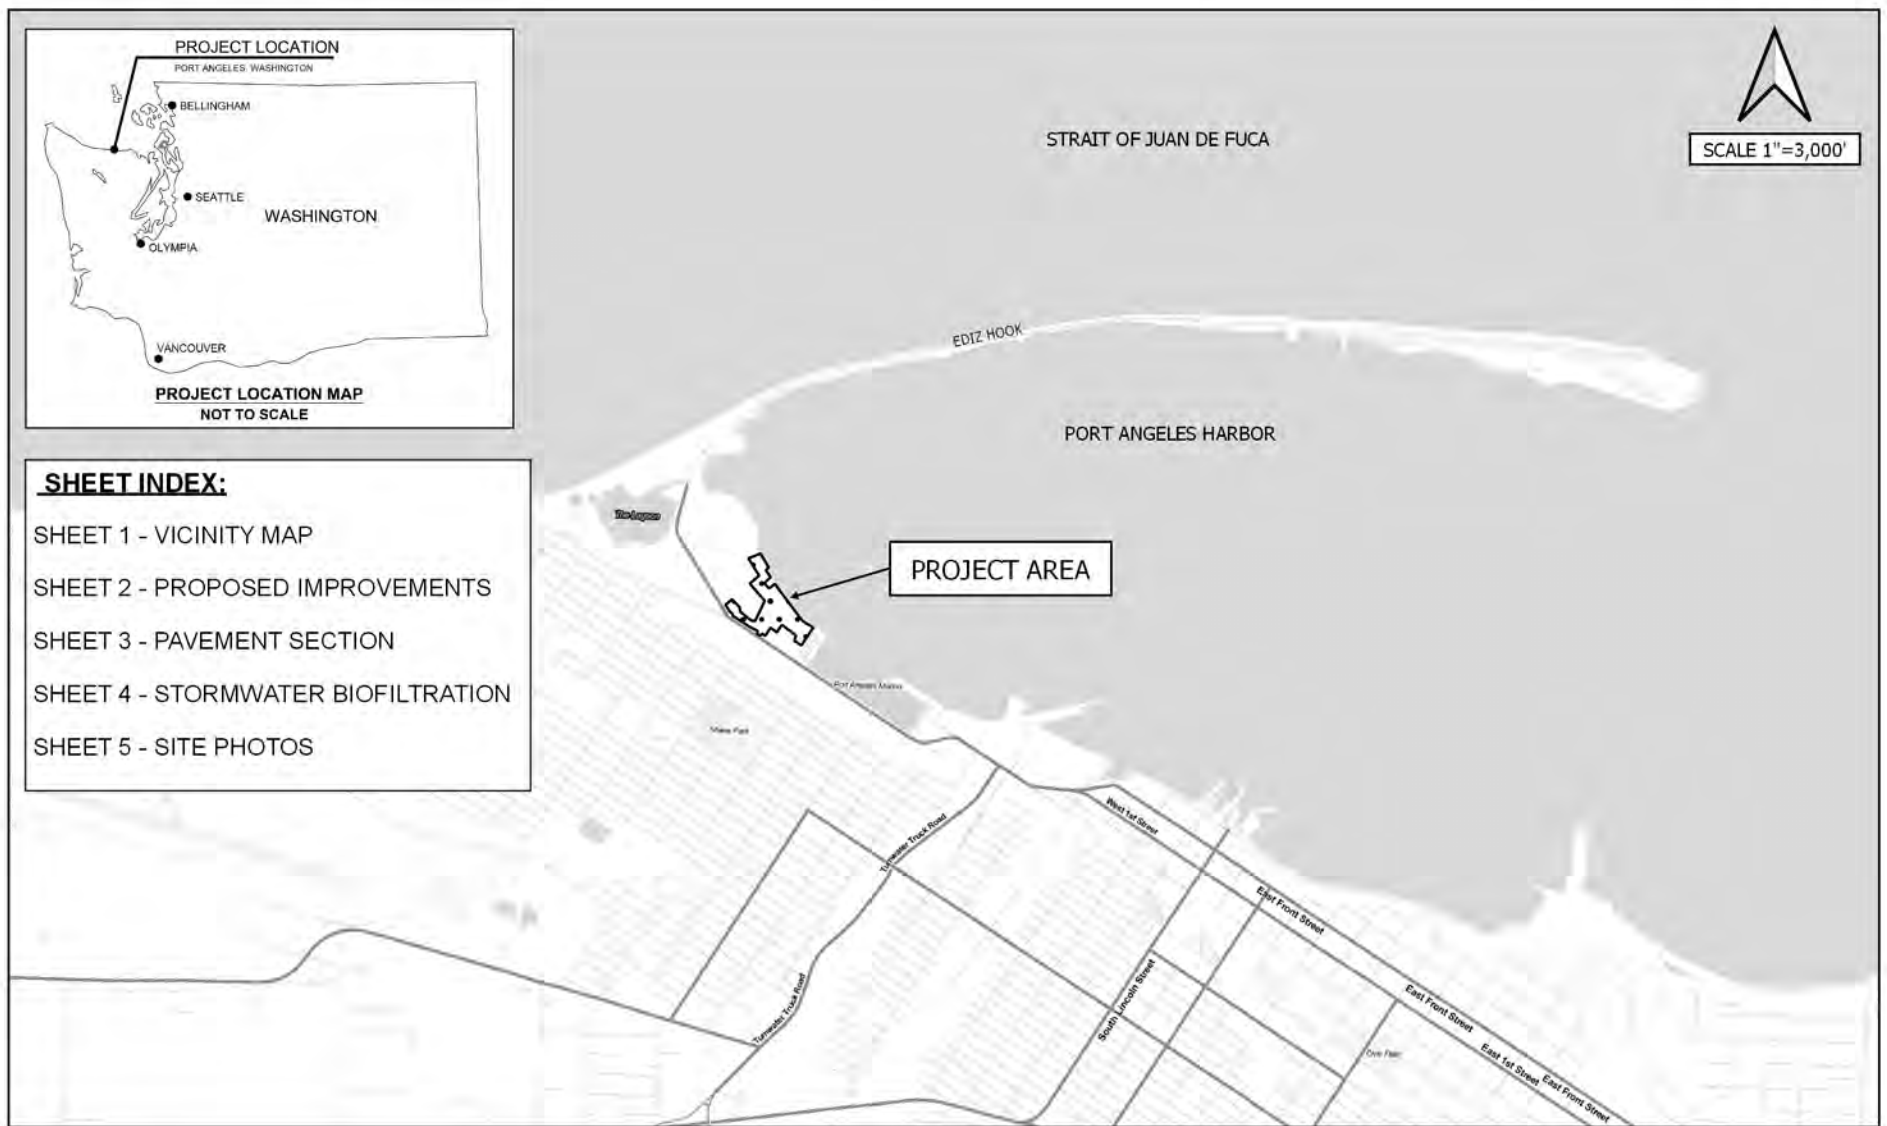 PROJECT LOCATION
PORT ANGELES, WASHINGTON
BELLINGHAM
SEATTLE
WASHINGTON
OLYMPIA
VANCOUVER
PROJECT LOCATION MAP
NOT TO SCALE
STRAIT OF JUAN DE FUCA
SCALE 1"=3,000'
EDIZ HOOK
PORT ANGELES HARBOR
SHEET INDEX:
SHEET 1 - VICINITY MAP
SHEET 2 - PROPOSED IMPROVEMENTS
SHEET 3 - PAVEMENT SECTION
SHEET 4 - STORMWATER BIOFILTRATION
SHEET 5 - SITE PHOTOS
The Lagoon
PROJECT AREA
Port Angeles Marina
Park
West 1st Street
Tumwater Truck Road
East Front Street
South Lincoln Street
Tumwater Truck Road
East Front Street
East 1st Street
East Front Street